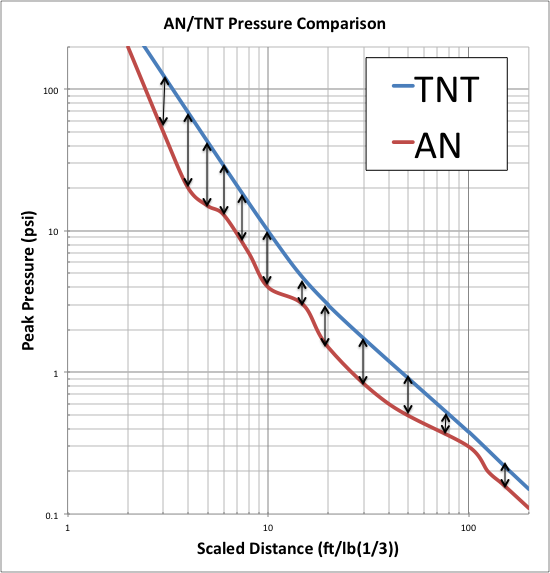 AN/TNT Pressure Comparison
TNT
AN
100
10
1
0.1
Peak Pressure (psi)
1 10 100
Scaled Distance (ft/lb(1/3))